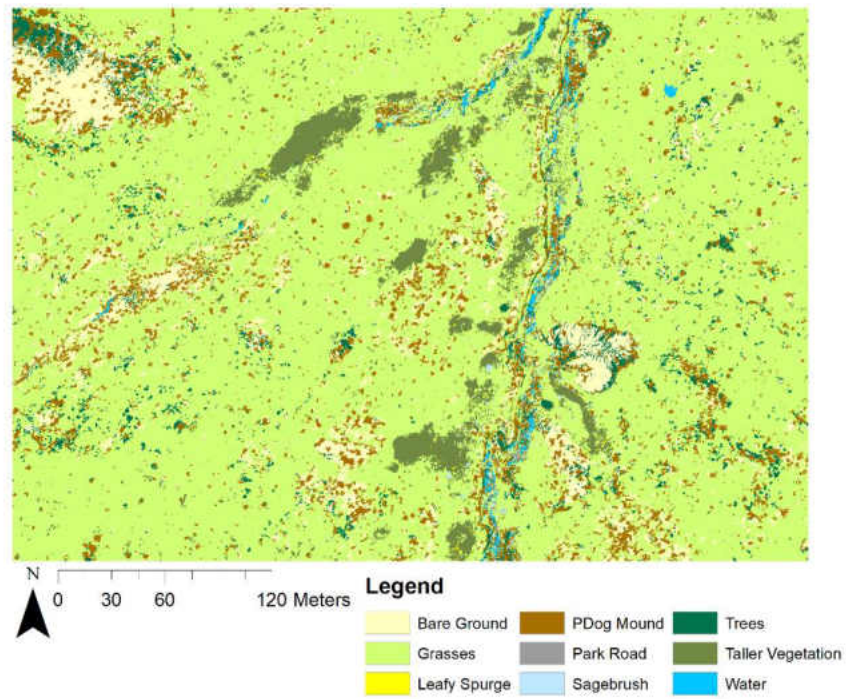 N
0 30 60 120 Meters
Legend
Bare Ground PDog Mound Trees
Grasses Park Road Taller Vegetation
Leafy Spurge Sagebrush Water